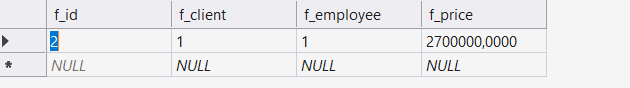 f_id f_client f_employee f_price
2 1 1 2700000,0000
* NULL NULL NULL NULL